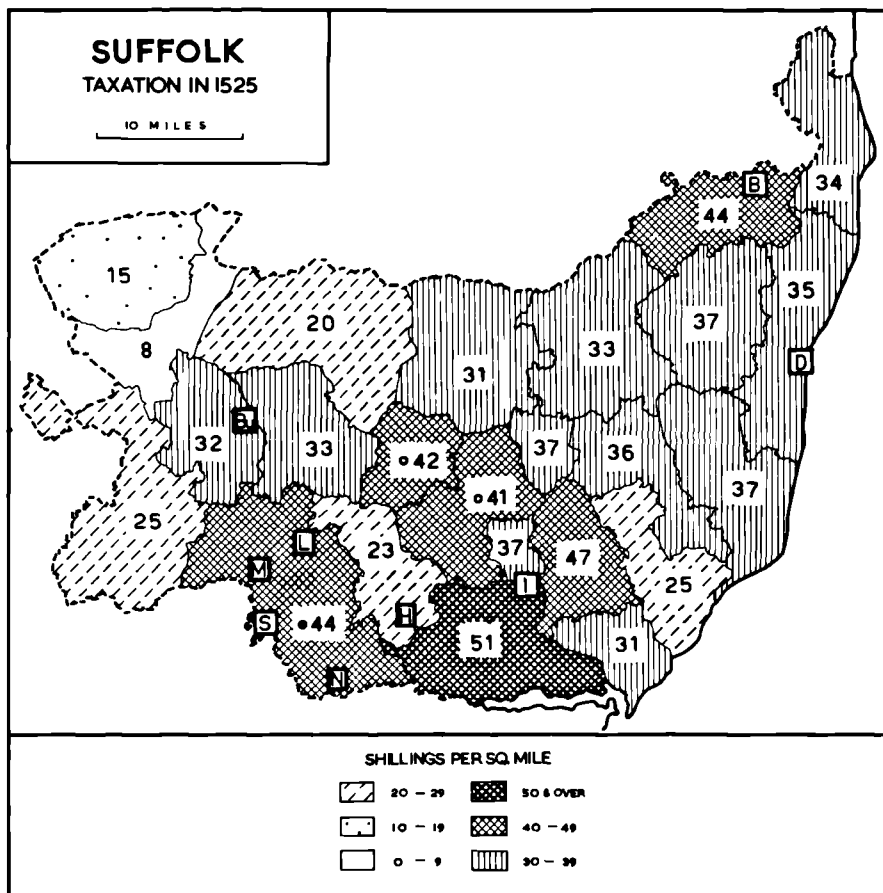 SUFFOLK
TAXATION IN 1525
10 MILES
B
34
44
35
15
20
37
33
8
31
D
B
32
33
42
37
36
37
41
25
L
23
37
47
M
I
25
H
S
44
51
31
N
SHILLINGS PER SQ. MILE
20 - 29 50 & OVER
10 - 19 40 - 49
0 - 9 30 - 39